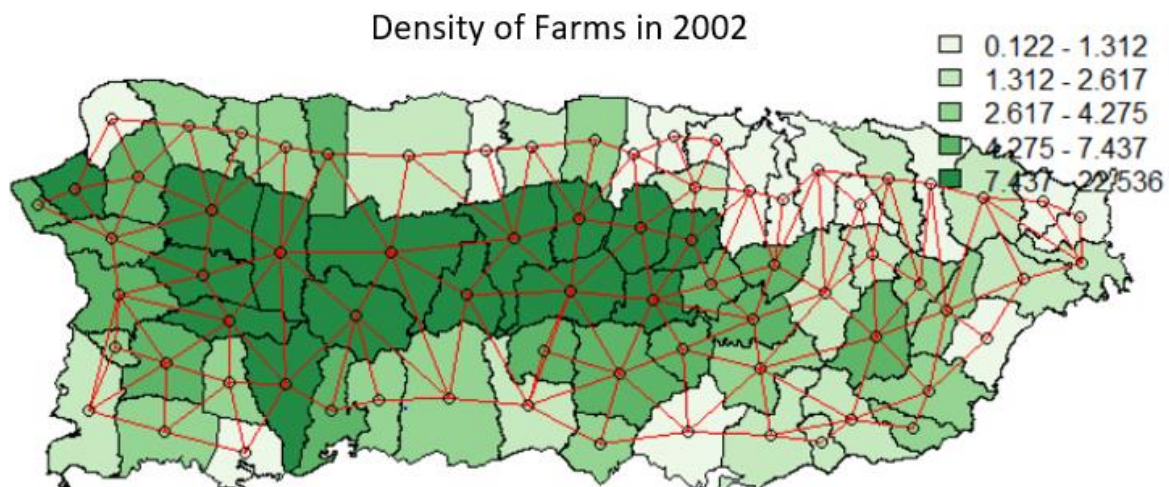 Density of Farms in 2002
0.122 - 1.312
1.312 - 2.617
2.617 - 4.275
4.275 - 7.437
7.437 - 22.536